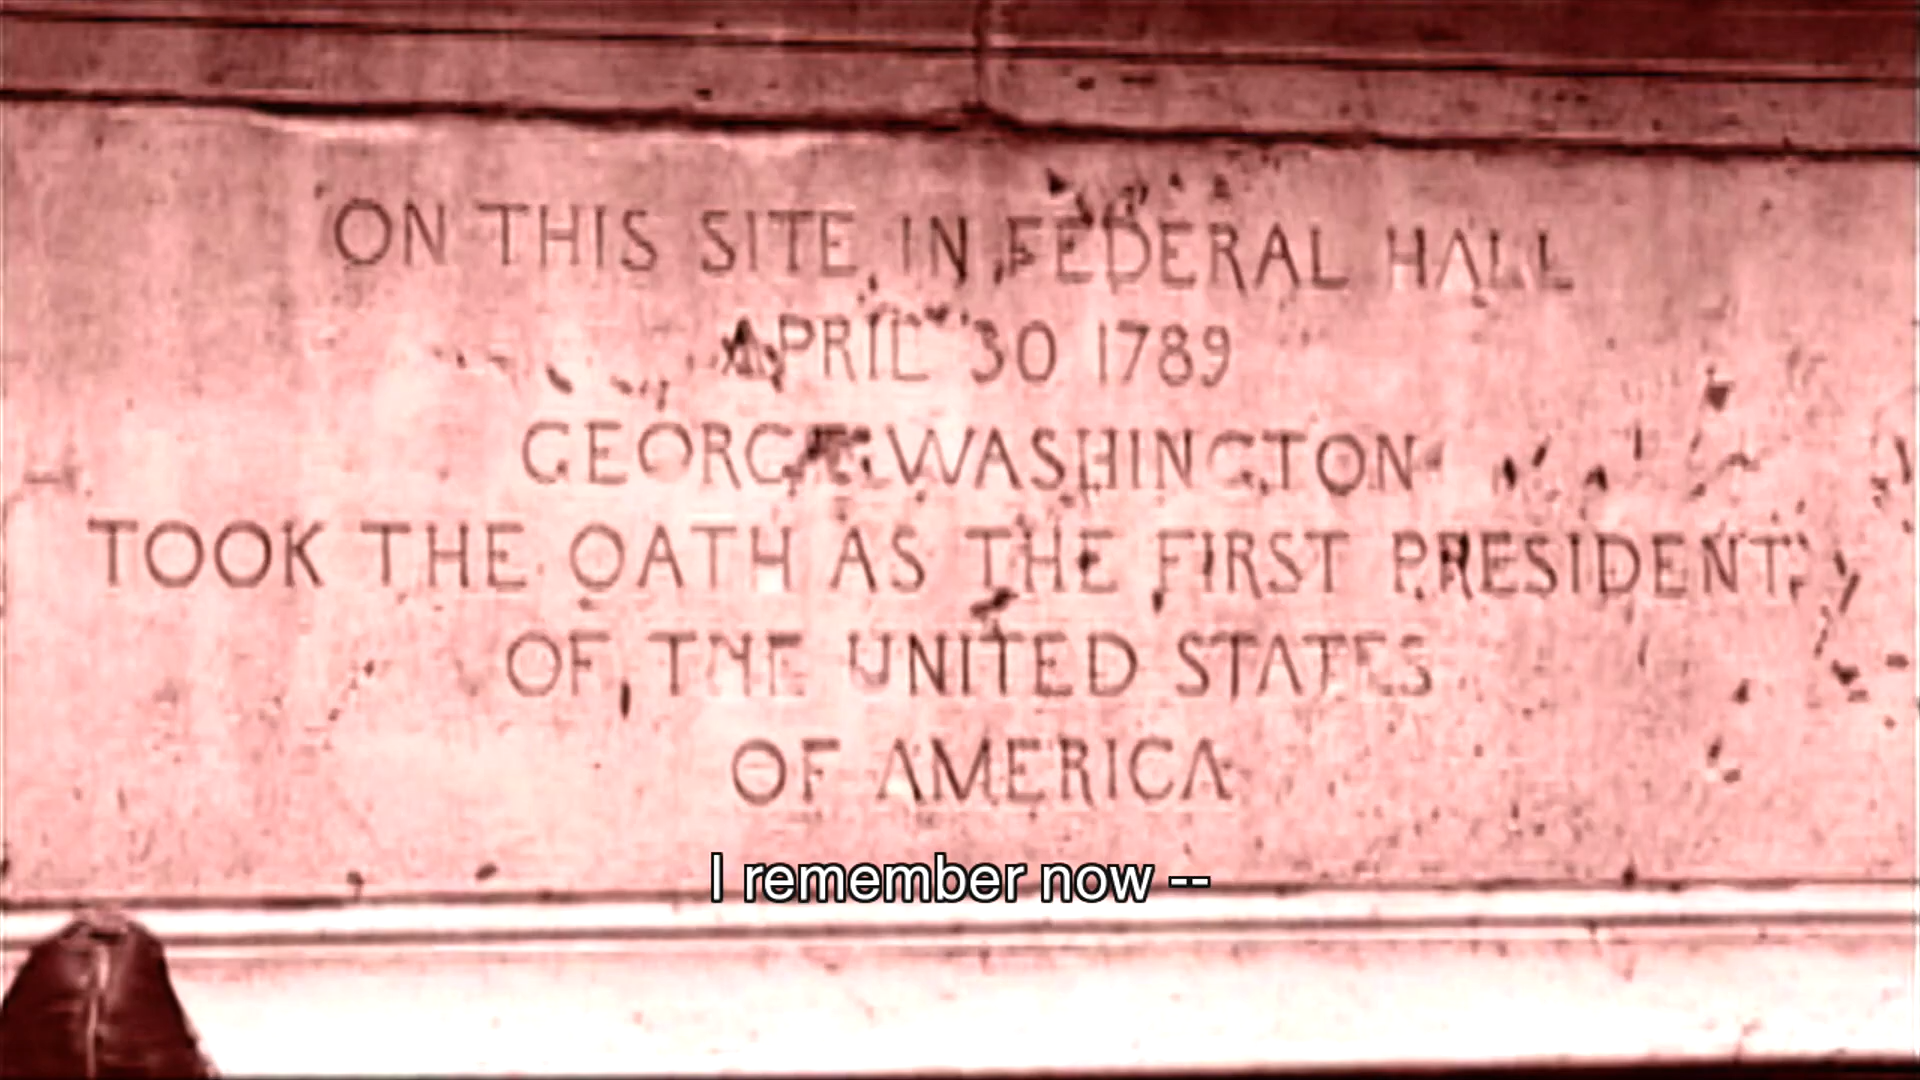 ON THIS SITE IN FEDERAL HALL
APRIL 30 1789
GEORGE WASHINGTON
TOOK THE OATH AS THE FIRST PRESIDENT
OF THE UNITED STATES
OF AMERICA
I remember now --